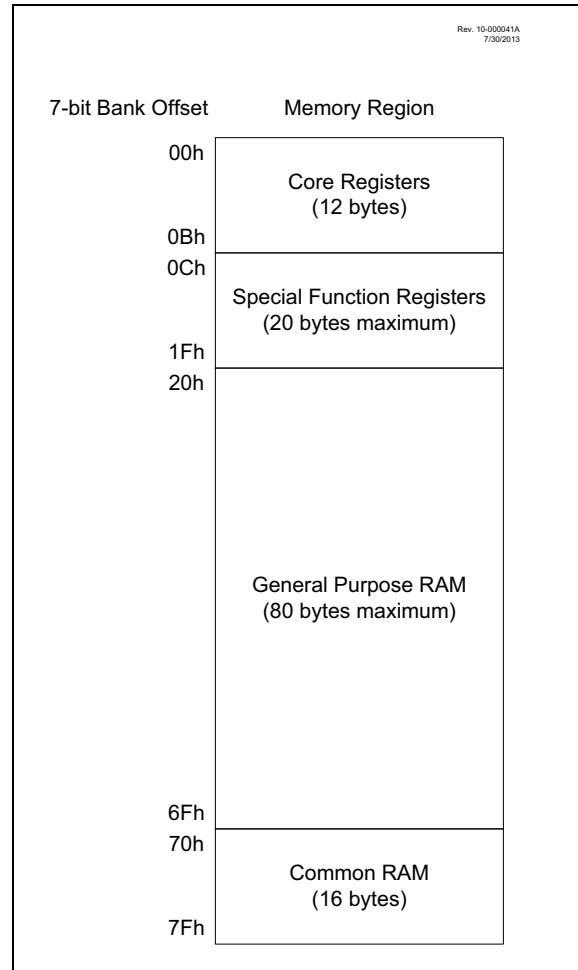 Rev. 10-000041A
7/30/2013
7-bit Bank Offset Memory Region
00h
Core Registers
(12 bytes)
0Bh
0Ch
Special Function Registers
(20 bytes maximum)
1Fh
20h
General Purpose RAM
(80 bytes maximum)
6Fh
70h
Common RAM
(16 bytes)
7Fh